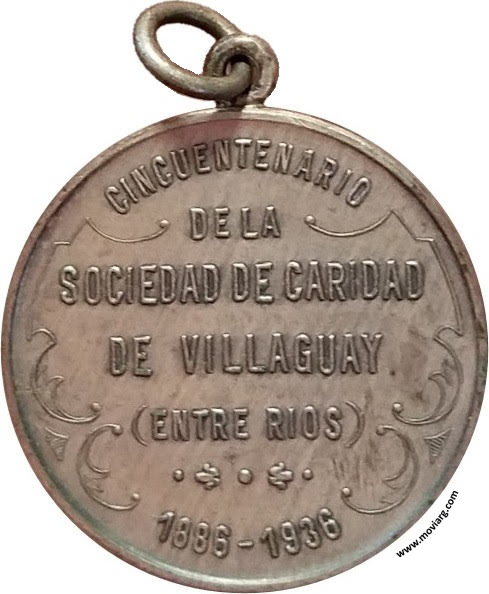 CINCUENTENARIO
DE LA
SOCIEDAD DE CARIDAD
DE VILLAGUAY
(ENTRE RIOS)
1886-1936
www.moviarg.com